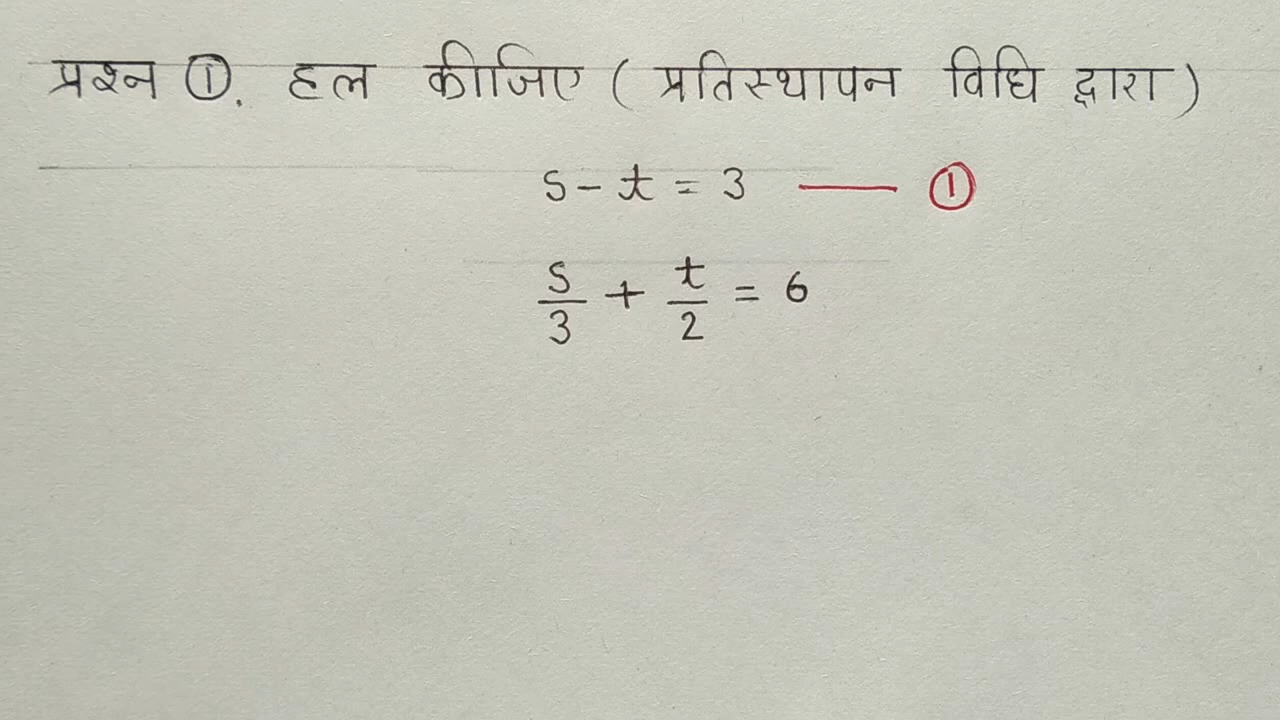 प्रश्न ①. हल कीजिए ( प्रतिस्थापन विधि द्वारा )
s - t = 3 —— ①
s/3 + t/2 = 6